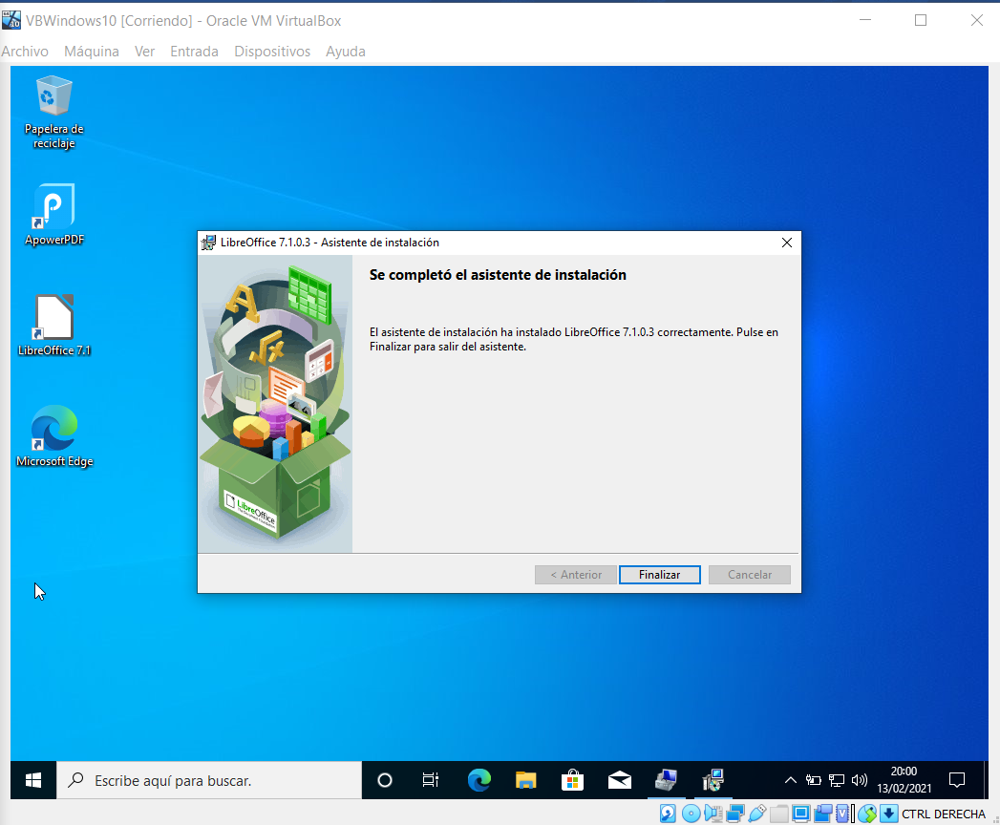 VBWindows10 [Corriendo] - Oracle VM VirtualBox
Archivo Máquina Ver Entrada Dispositivos Ayuda
Papelera de
reciclaje
ApowerPDF
LibreOffice 7.1
Microsoft Edge
LibreOffice 7.1.0.3 - Asistente de instalación
Se completó el asistente de instalación
El asistente de instalación ha instalado LibreOffice 7.1.0.3 correctamente. Pulse en
Finalizar para salir del asistente.
LibreOffice
< Anterior Finalizar Cancelar
Escribe aquí para buscar.
20:00
13/02/2021
CTRL DERECHA